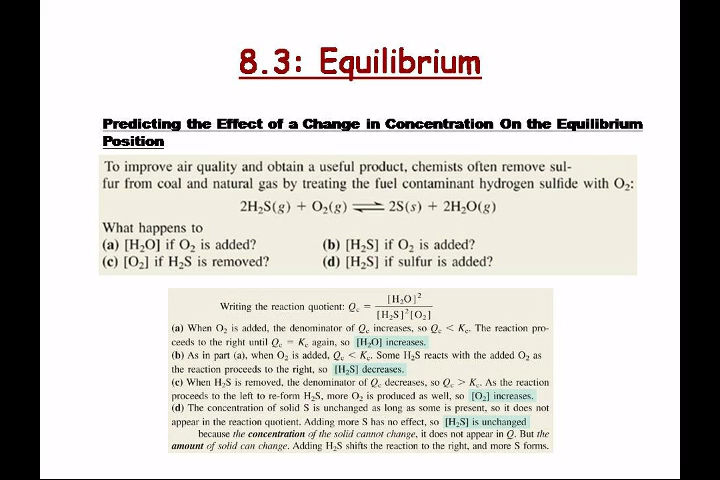 8.3: Equilibrium
Predicting the Effect of a Change in Concentration On the Equilibrium
Position
To improve air quality and obtain a useful product, chemists often remove sul-
fur from coal and natural gas by treating the fuel contaminant hydrogen sulfide with O₂:
2H₂S(g) + O₂(g) ⇌ 2S(s) + 2H₂O(g)
What happens to
(a) [H₂O] if O₂ is added? (b) [H₂S] if O₂ is added?
(c) [O₂] if H₂S is removed? (d) [H₂S] if sulfur is added?
Writing the reaction quotient: Q꜀ = [H₂O]² / [H₂S]²[O₂]
(a) When O₂ is added, the denominator of Q꜀ increases, so Q꜀ < K꜀. The reaction pro-
ceeds to the right until Q꜀ = K꜀ again, so [H₂O] increases.
(b) As in part (a), when O₂ is added, Q꜀ < K꜀. Some H₂S reacts with the added O₂ as
the reaction proceeds to the right, so [H₂S] decreases.
(c) When H₂S is removed, the denominator of Q꜀ decreases, so Q꜀ > K꜀. As the reaction
proceeds to the left to re-form H₂S, more O₂ is produced as well, so [O₂] increases.
(d) The concentration of solid S is unchanged as long as some is present, so it does not
appear in the reaction quotient. Adding more S has no effect, so [H₂S] is unchanged
because the concentration of the solid cannot change, it does not appear in Q. But the
amount of solid can change. Adding H₂S shifts the reaction to the right, and more S forms.